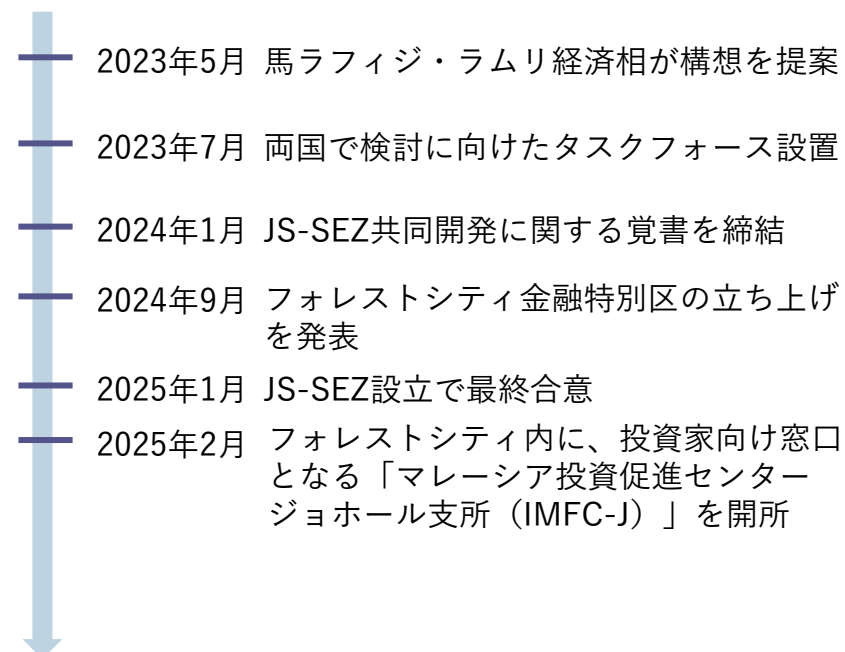 2023年5月 馬ラフィジ・ラムリ経済相が構想を提案
2023年7月 両国で検討に向けたタスクフォース設置
2024年1月 JS-SEZ共同開発に関する覚書を締結
2024年9月 フォレストシティ金融特別区の立ち上げ
を発表
2025年1月 JS-SEZ設立で最終合意
2025年2月 フォレストシティ内に、投資家向け窓口
となる「マレーシア投資促進センター
ジョホール支所（IMFC-J）」を開所